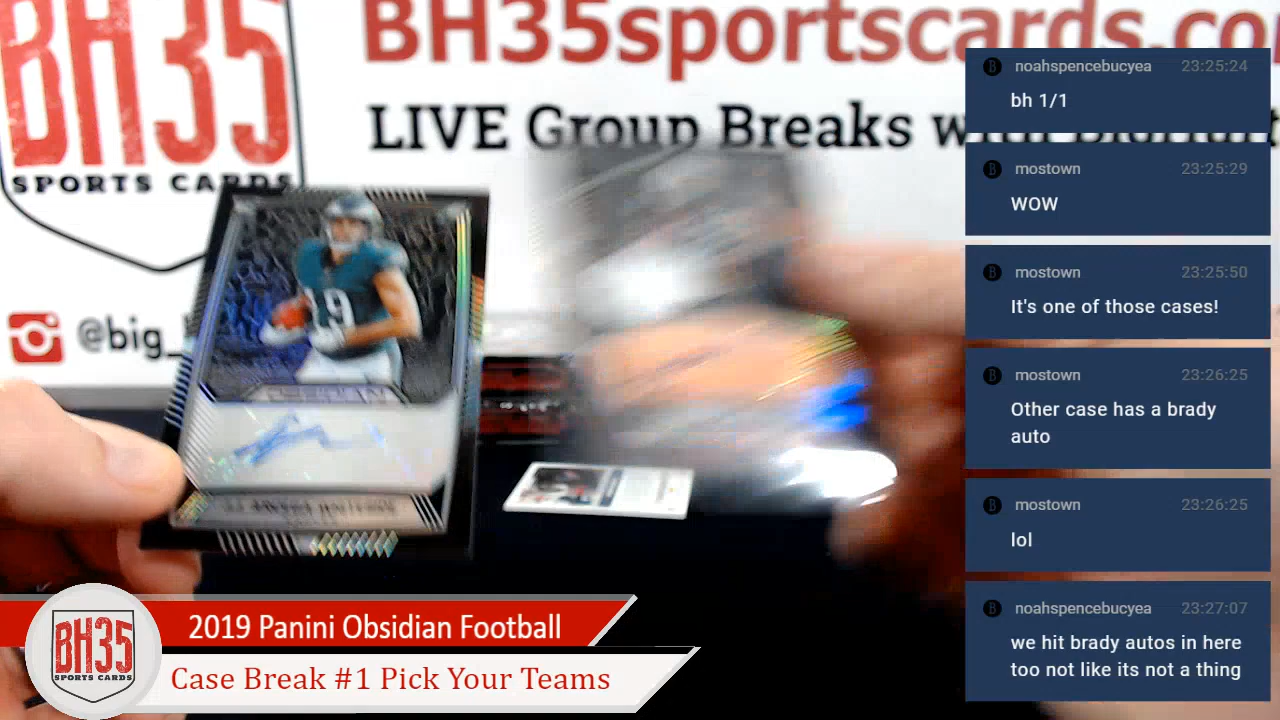 BH35
SPORTS CARDS
BH35sportscards.co
LIVE Group Breaks
@big_
19
2019 Panini Obsidian Football
Case Break #1 Pick Your Teams
BH35
SPORTS CARDS
noahspencebucyea 23:25:24
bh 1/1
mostown 23:25:29
WOW
mostown 23:25:50
It's one of those cases!
mostown 23:26:25
Other case has a brady
auto
mostown 23:26:25
lol
noahspencebucyea 23:27:07
we hit brady autos in here
too not like its not a thing